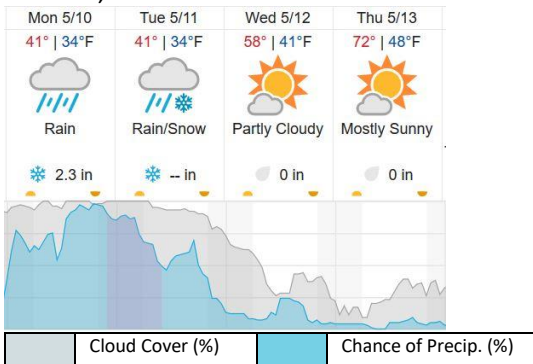 Mon 5/10 Tue 5/11 Wed 5/12 Thu 5/13
41° | 34°F 41° | 34°F 58° | 41°F 72° | 48°F
Rain Rain/Snow Partly Cloudy Mostly Sunny
2.3 in -- in 0 in 0 in
Cloud Cover (%) Chance of Precip. (%)